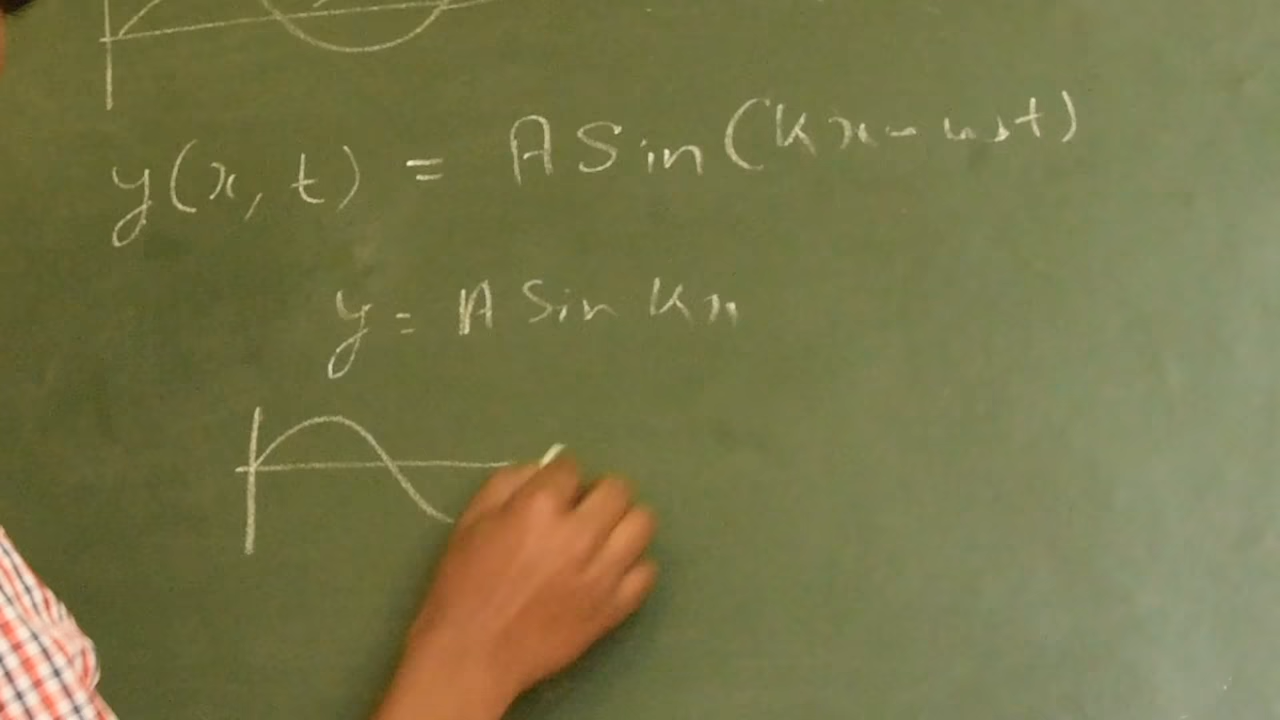 y(x, t) = A Sin (kx - ωt)
y = A Sin kx